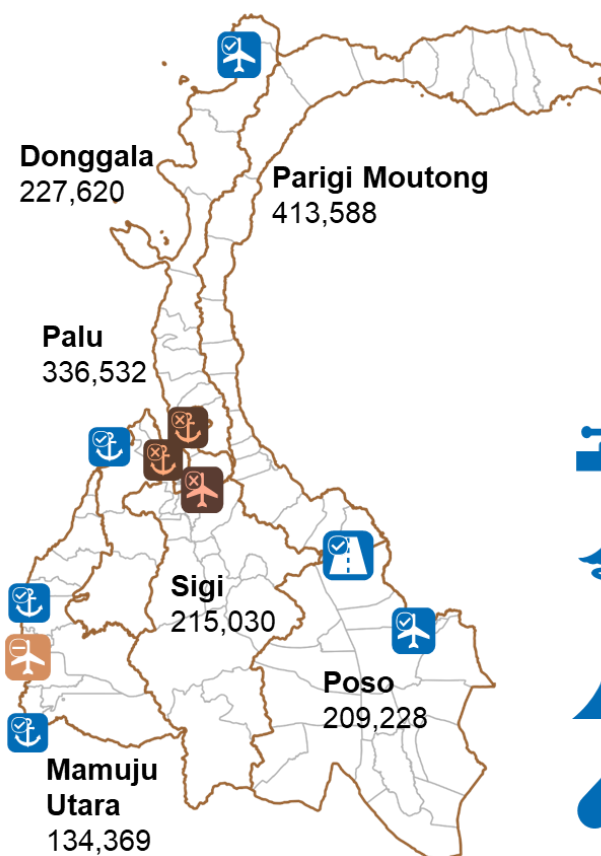 Donggala
227,620
Parigi Moutong
413,588
Palu
336,532
Sigi
215,030
Poso
209,228
Mamuju
Utara
134,369